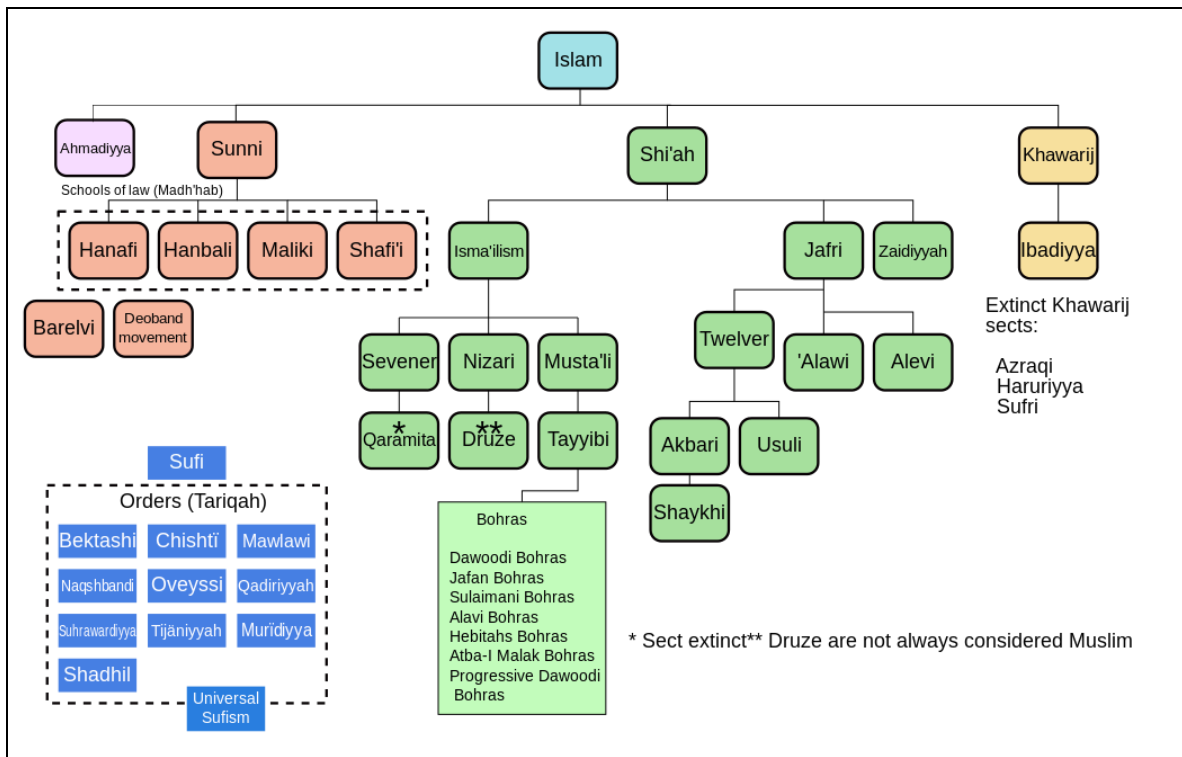 Islam
Ahmadiyya
Sunni
Shi'ah
Khawarij
Schools of law (Madh'hab)
Hanafi
Hanbali
Maliki
Shafi'i
Isma'ilism
Jafri
Zaidiyyah
Ibadiyya
Barelvi
Deoband
movement
Extinct Khawarij
sects:
Azraqi
Haruriyya
Sufri
Sevener
Nizari
Musta'li
Twelver
'Alawi
Alevi
*
Qaramita
**
Druze
Tayyibi
Akbari
Usuli
Shaykhi
Sufi
Orders (Tariqah)
Bektashi
Chishtï
Mawlawi
Naqshbandi
Oveyssi
Qadiriyyah
Suhrawardiyya
Tijäniyyah
Murïdiyya
Shadhil
Universal
Sufism
Bohras
Dawoodi Bohras
Jafan Bohras
Sulaimani Bohras
Alavi Bohras
Hebitahs Bohras
Atba-I Malak Bohras
Progressive Dawoodi
Bohras
* Sect extinct** Druze are not always considered Muslim